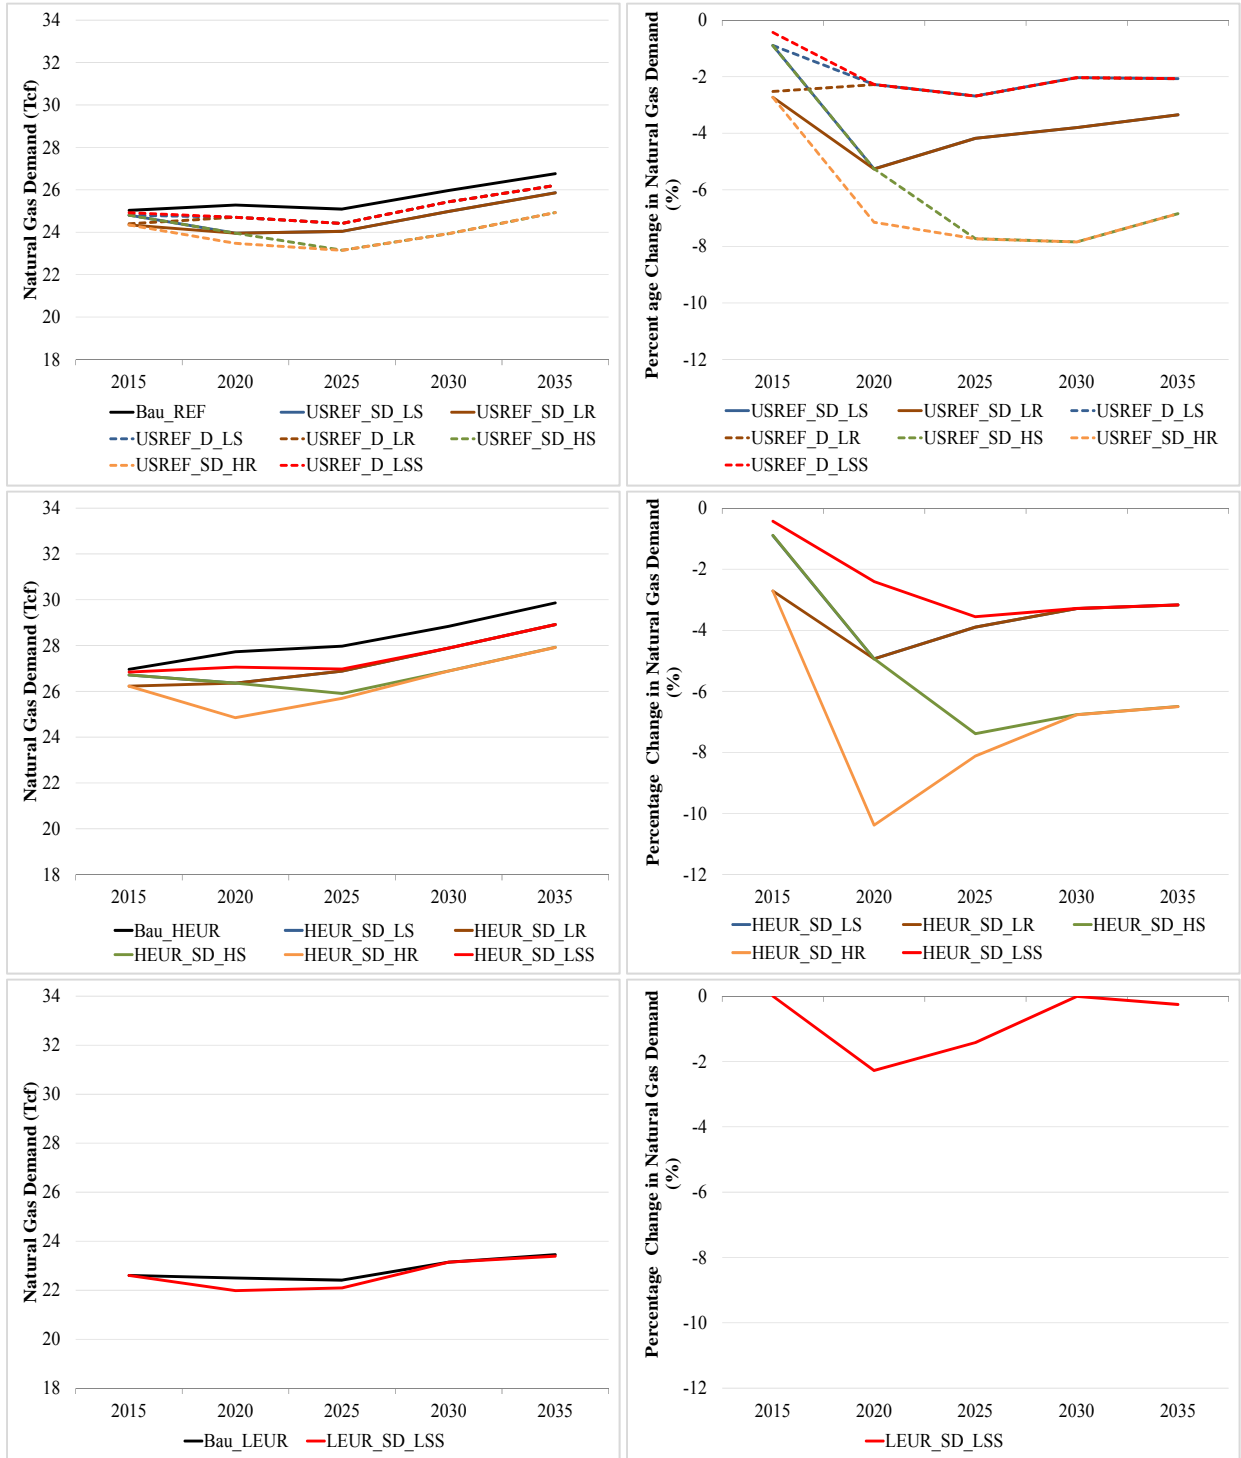 Natural Gas Demand (Tcf)
34
32
30
28
26
24
22
20
18
2015 2020 2025 2030 2035
Bau_REF USREF_SD_LS USREF_SD_LR
USREF_D_LS USREF_D_LR USREF_SD_HS
USREF_SD_HR USREF_D_LSS
Percent age Change in Natural Gas Demand
(%)
0
-2
-4
-6
-8
-10
-12
2015 2020 2025 2030 2035
USREF_SD_LS USREF_SD_LR USREF_D_LS
USREF_D_LR USREF_SD_HS USREF_SD_HR
USREF_D_LSS
Natural Gas Demand (Tcf)
34
32
30
28
26
24
22
20
18
2015 2020 2025 2030 2035
Bau_HEUR HEUR_SD_LS HEUR_SD_LR
HEUR_SD_HS HEUR_SD_HR HEUR_SD_LSS
Percentage Change in Natural Gas Demand
(%)
0
-2
-4
-6
-8
-10
-12
2015 2020 2025 2030 2035
HEUR_SD_LS HEUR_SD_LR HEUR_SD_HS
HEUR_SD_HR HEUR_SD_LSS
Natural Gas Demand (Tcf)
34
32
30
28
26
24
22
20
18
2015 2020 2025 2030 2035
Bau_LEUR LEUR_SD_LSS
Percentage Change in Natural Gas Demand
(%)
0
-2
-4
-6
-8
-10
-12
2015 2020 2025 2030 2035
LEUR_SD_LSS